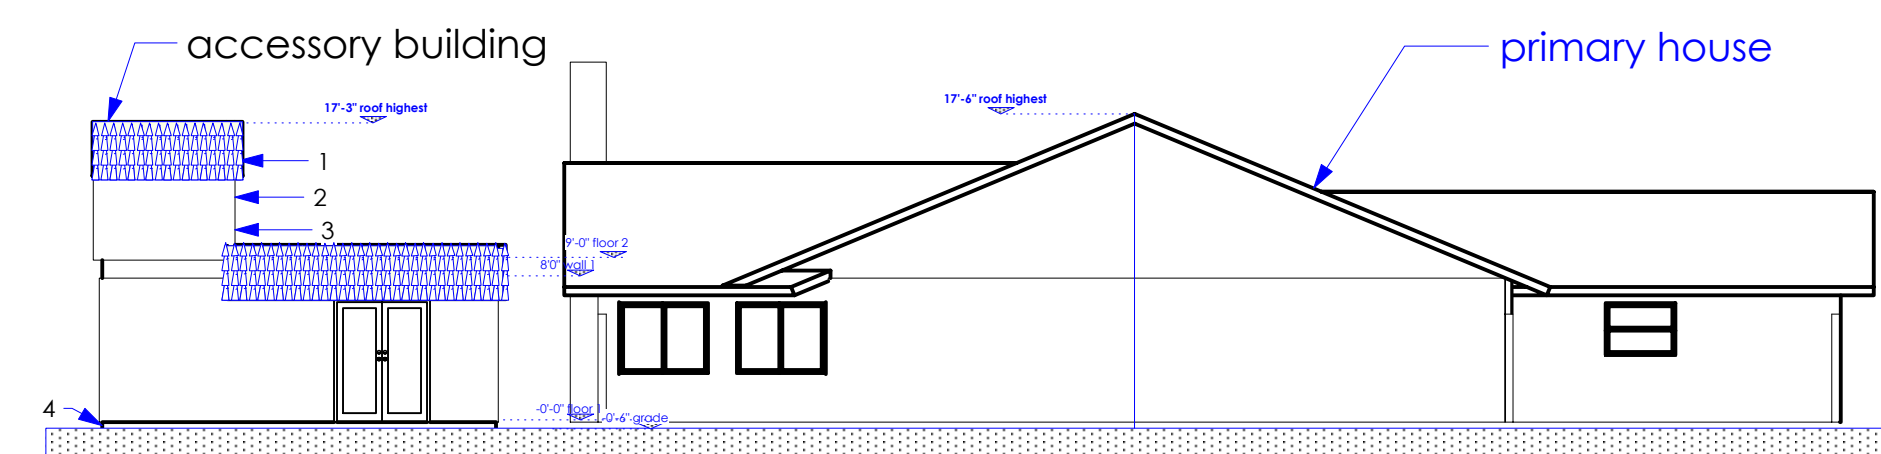 accessory building
primary house
17'-3" roof highest
17'-6" roof highest
1
2
3
9'-0" floor 2
8'0" wall 1
4
-0'-0" floor 1
-0'-6" grade